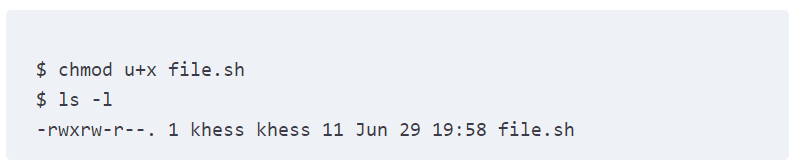 $ chmod u+x file.sh
$ ls -l
-rwxrw-r--. 1 khess khess 11 Jun 29 19:58 file.sh